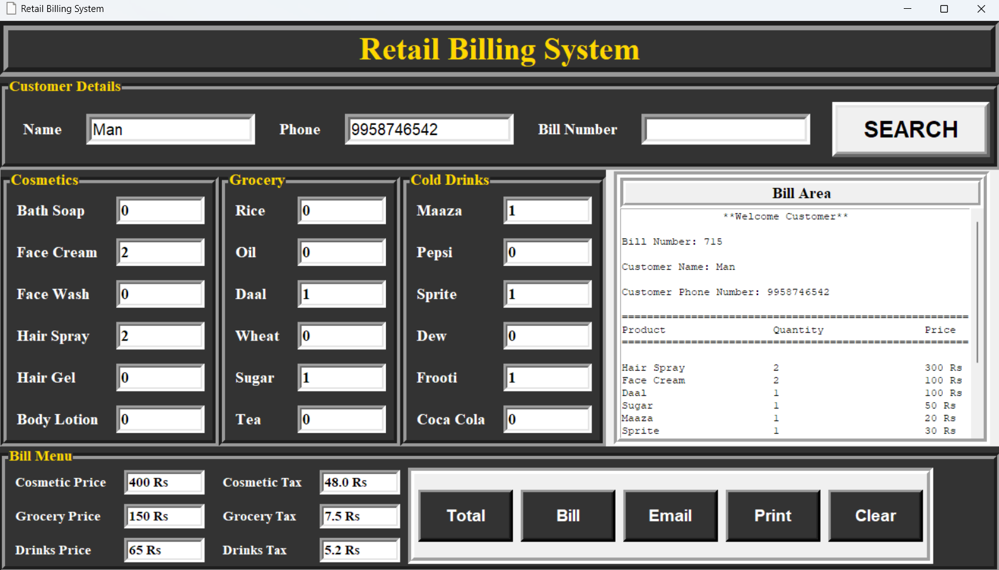 Retail Billing System
Retail Billing System
Customer Details
Name Man Phone 9958746542 Bill Number SEARCH
Cosmetics
Bath Soap 0
Face Cream 2
Face Wash 0
Hair Spray 2
Hair Gel 0
Body Lotion 0
Grocery
Rice 0
Oil 0
Daal 1
Wheat 0
Sugar 1
Tea 0
Cold Drinks
Maaza 1
Pepsi 0
Sprite 1
Dew 0
Frooti 1
Coca Cola 0
Bill Area
**Welcome Customer**
Bill Number: 715
Customer Name: Man
Customer Phone Number: 9958746542
=======================================================
Product Quantity Price
=======================================================
Hair Spray 2 300 Rs
Face Cream 2 100 Rs
Daal 1 100 Rs
Sugar 1 50 Rs
Maaza 1 20 Rs
Sprite 1 30 Rs
Bill Menu
Cosmetic Price 400 Rs Cosmetic Tax 48.0 Rs
Grocery Price 150 Rs Grocery Tax 7.5 Rs
Drinks Price 65 Rs Drinks Tax 5.2 Rs
Total Bill Email Print Clear